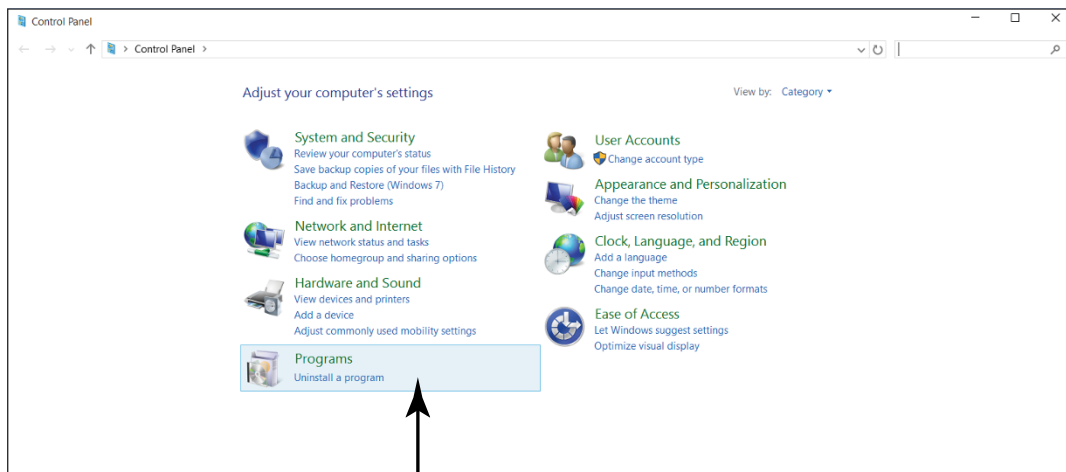 Control Panel
Control Panel
Adjust your computer's settings
View by: Category
System and Security
Review your computer's status
Save backup copies of your files with File History
Backup and Restore (Windows 7)
Find and fix problems
Network and Internet
View network status and tasks
Choose homegroup and sharing options
Hardware and Sound
View devices and printers
Add a device
Adjust commonly used mobility settings
Programs
Uninstall a program
User Accounts
Change account type
Appearance and Personalization
Change the theme
Adjust screen resolution
Clock, Language, and Region
Add a language
Change input methods
Change date, time, or number formats
Ease of Access
Let Windows suggest settings
Optimize visual display